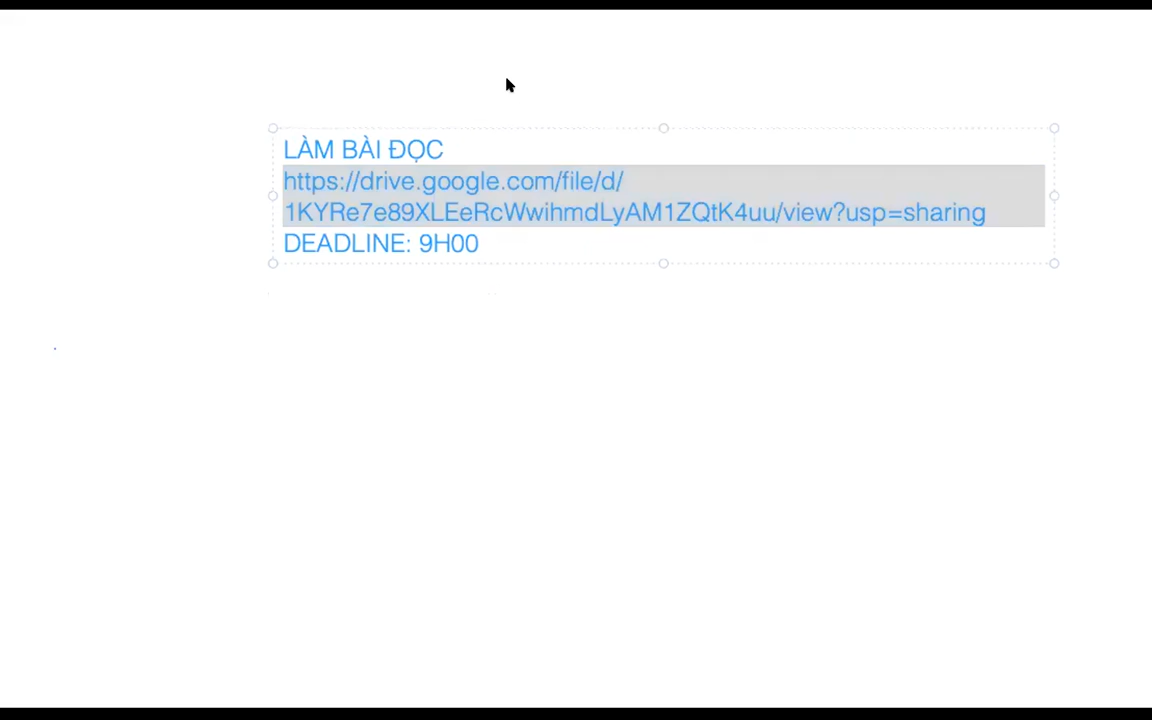 LÀM BÀI ĐỌC
https://drive.google.com/file/d/
1KYRe7e89XLEeRcWwihmdLyAM1ZQtK4uu/view?usp=sharing
DEADLINE: 9H00